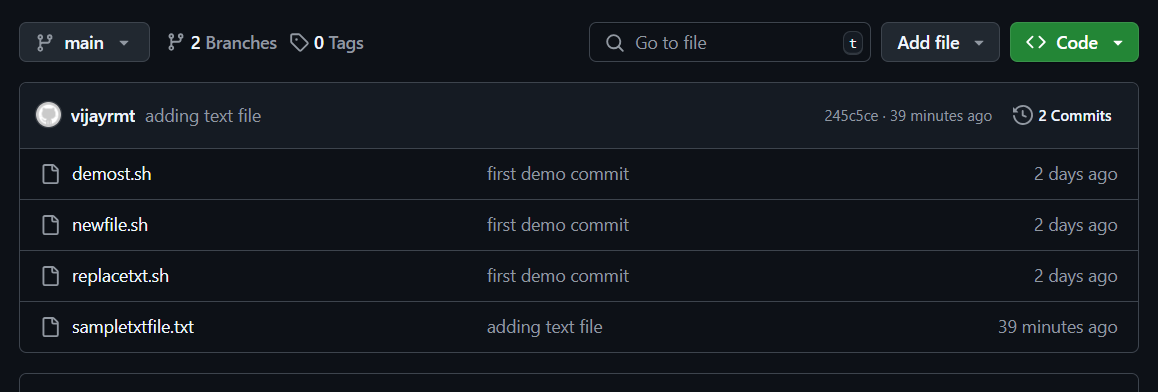 main 2 Branches 0 Tags Go to file t Add file Code
vijayrmt adding text file 245c5ce · 39 minutes ago 2 Commits
demost.sh first demo commit 2 days ago
newfile.sh first demo commit 2 days ago
replacetxt.sh first demo commit 2 days ago
sampletxtfile.txt adding text file 39 minutes ago